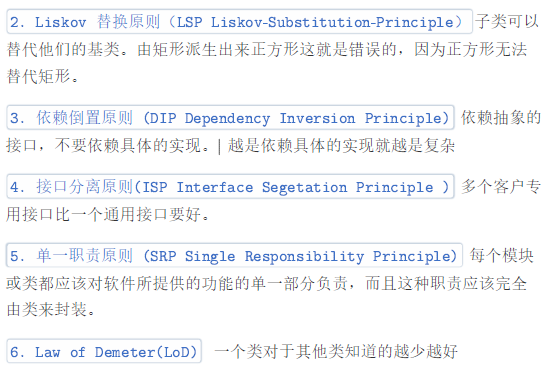 2. Liskov 替换原则（LSP Liskov-Substitution-Principle） 子类可以
替代他们的基类。由矩形派生出来正方形这就是错误的，因为正方形无法
替代矩形。
3. 依赖倒置原则 (DIP Dependency Inversion Principle) 依赖抽象的
接口，不要依赖具体的实现。| 越是依赖具体的实现就越是复杂
4. 接口分离原则(ISP Interface Segetation Principle ) 多个客户专
用接口比一个通用接口要好。
5. 单一职责原则 (SRP Single Responsibility Principle) 每个模块
或类都应该对软件所提供的功能的单一部分负责，而且这种职责应该完全
由类来封装。
6. Law of Demeter(LoD) 一个类对于其他类知道的越少越好